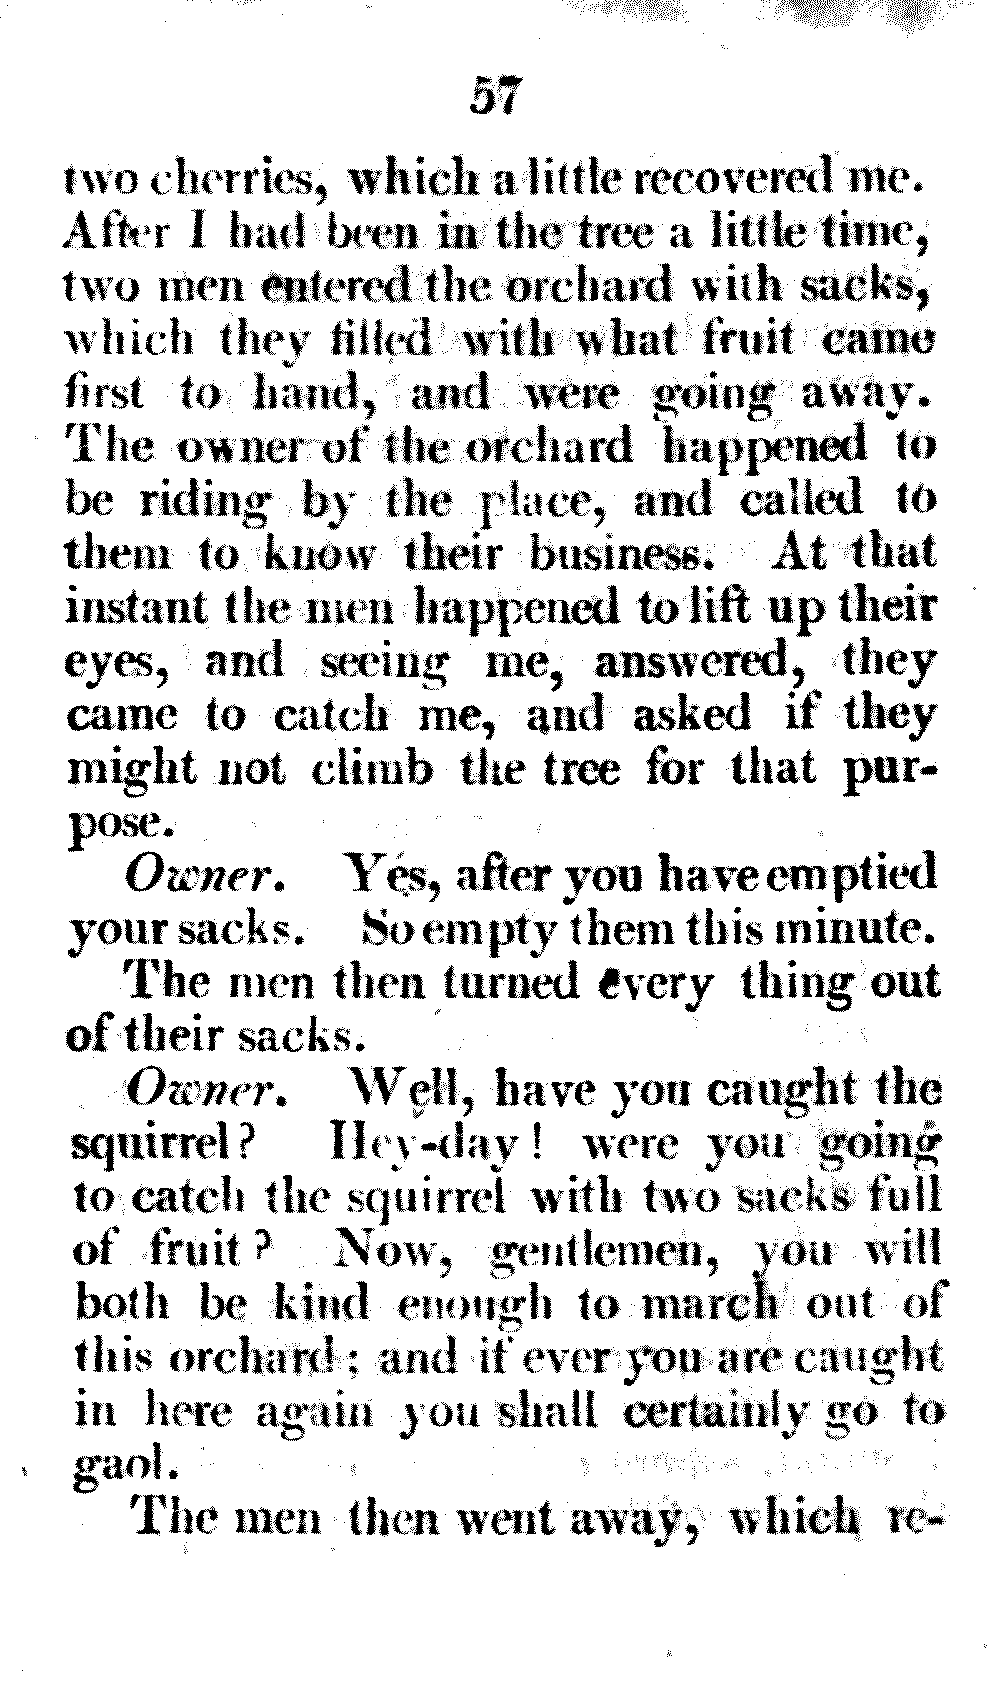 57
two cherries, which a little recovered me.
After I had been in the tree a little time,
two men entered the orchard with sacks,
which they filled with what fruit came
first to hand, and were going away.
The owner of the orchard happened to
be riding by the place, and called to
them to know their business. At that
instant the men happened to lift up their
eyes, and seeing me, answered, they
came to catch me, and asked if they
might not climb the tree for that pur-
pose.
Owner. Yes, after you have emptied
your sacks. So empty them this minute.
The men then turned every thing out
of their sacks.
Owner. Well, have you caught the
squirrel? Hey-day! were you going
to catch the squirrel with two sacks full
of fruit? Now, gentlemen, you will
both be kind enough to march out of
this orchard; and if ever you are caught
in here again you shall certainly go to
gaol.
The men then went away, which re-